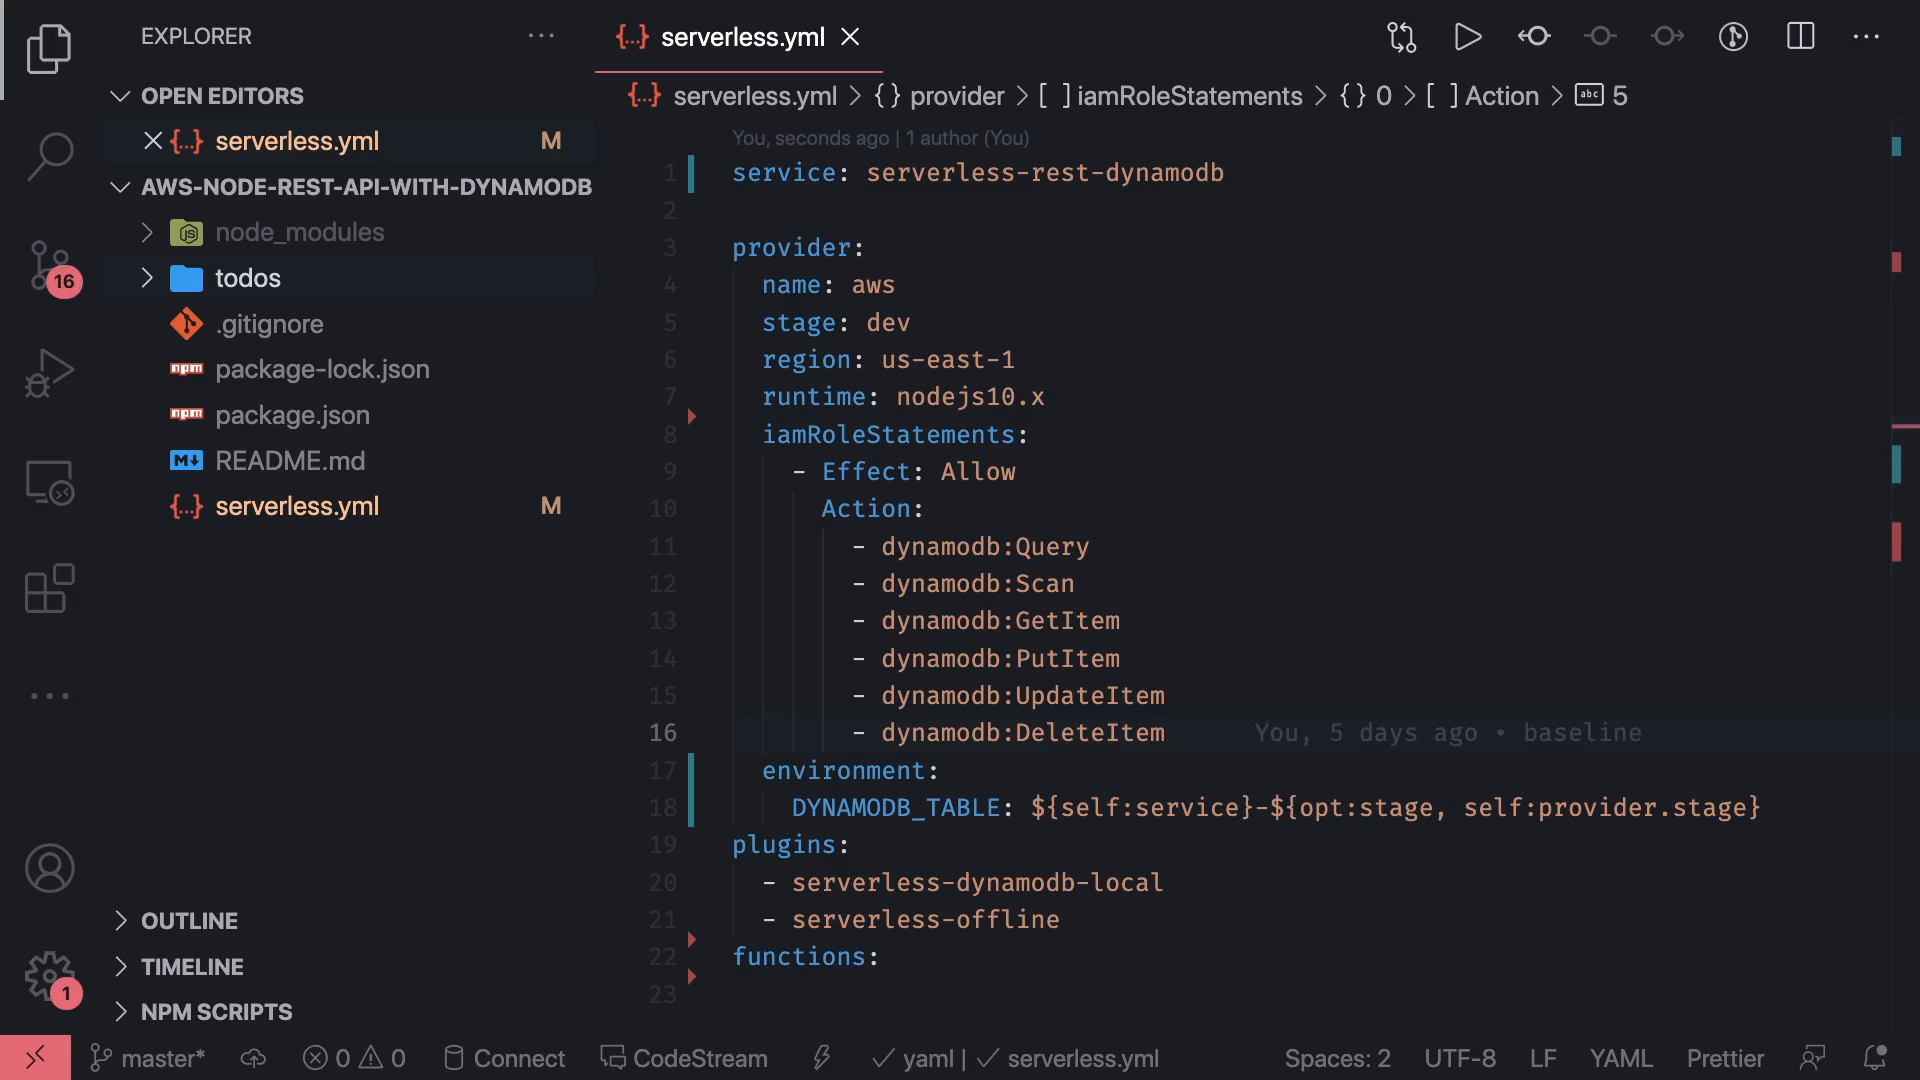 EXPLORER
OPEN EDITORS
serverless.yml M
AWS-NODE-REST-API-WITH-DYNAMODB
node_modules
todos
.gitignore
package-lock.json
package.json
README.md
serverless.yml M
OUTLINE
TIMELINE
NPM SCRIPTS
16
1
{...} serverless.yml
{...} serverless.yml > {} provider > [ ] iamRoleStatements > {} 0 > [ ] Action > abc 5
You, seconds ago | 1 author (You)
1 service: serverless-rest-dynamodb
2
3 provider:
4 name: aws
5 stage: dev
6 region: us-east-1
7 runtime: nodejs10.x
8 iamRoleStatements:
9 - Effect: Allow
10 Action:
11 - dynamodb:Query
12 - dynamodb:Scan
13 - dynamodb:GetItem
14 - dynamodb:PutItem
15 - dynamodb:UpdateItem
16 - dynamodb:DeleteItem You, 5 days ago • baseline
17 environment:
18 DYNAMODB_TABLE: ${self:service}-${opt:stage, self:provider.stage}
19 plugins:
20 - serverless-dynamodb-local
21 - serverless-offline
22 functions:
23
master* 0 0 Connect CodeStream ✓ yaml | ✓ serverless.yml Spaces: 2 UTF-8 LF YAML Prettier